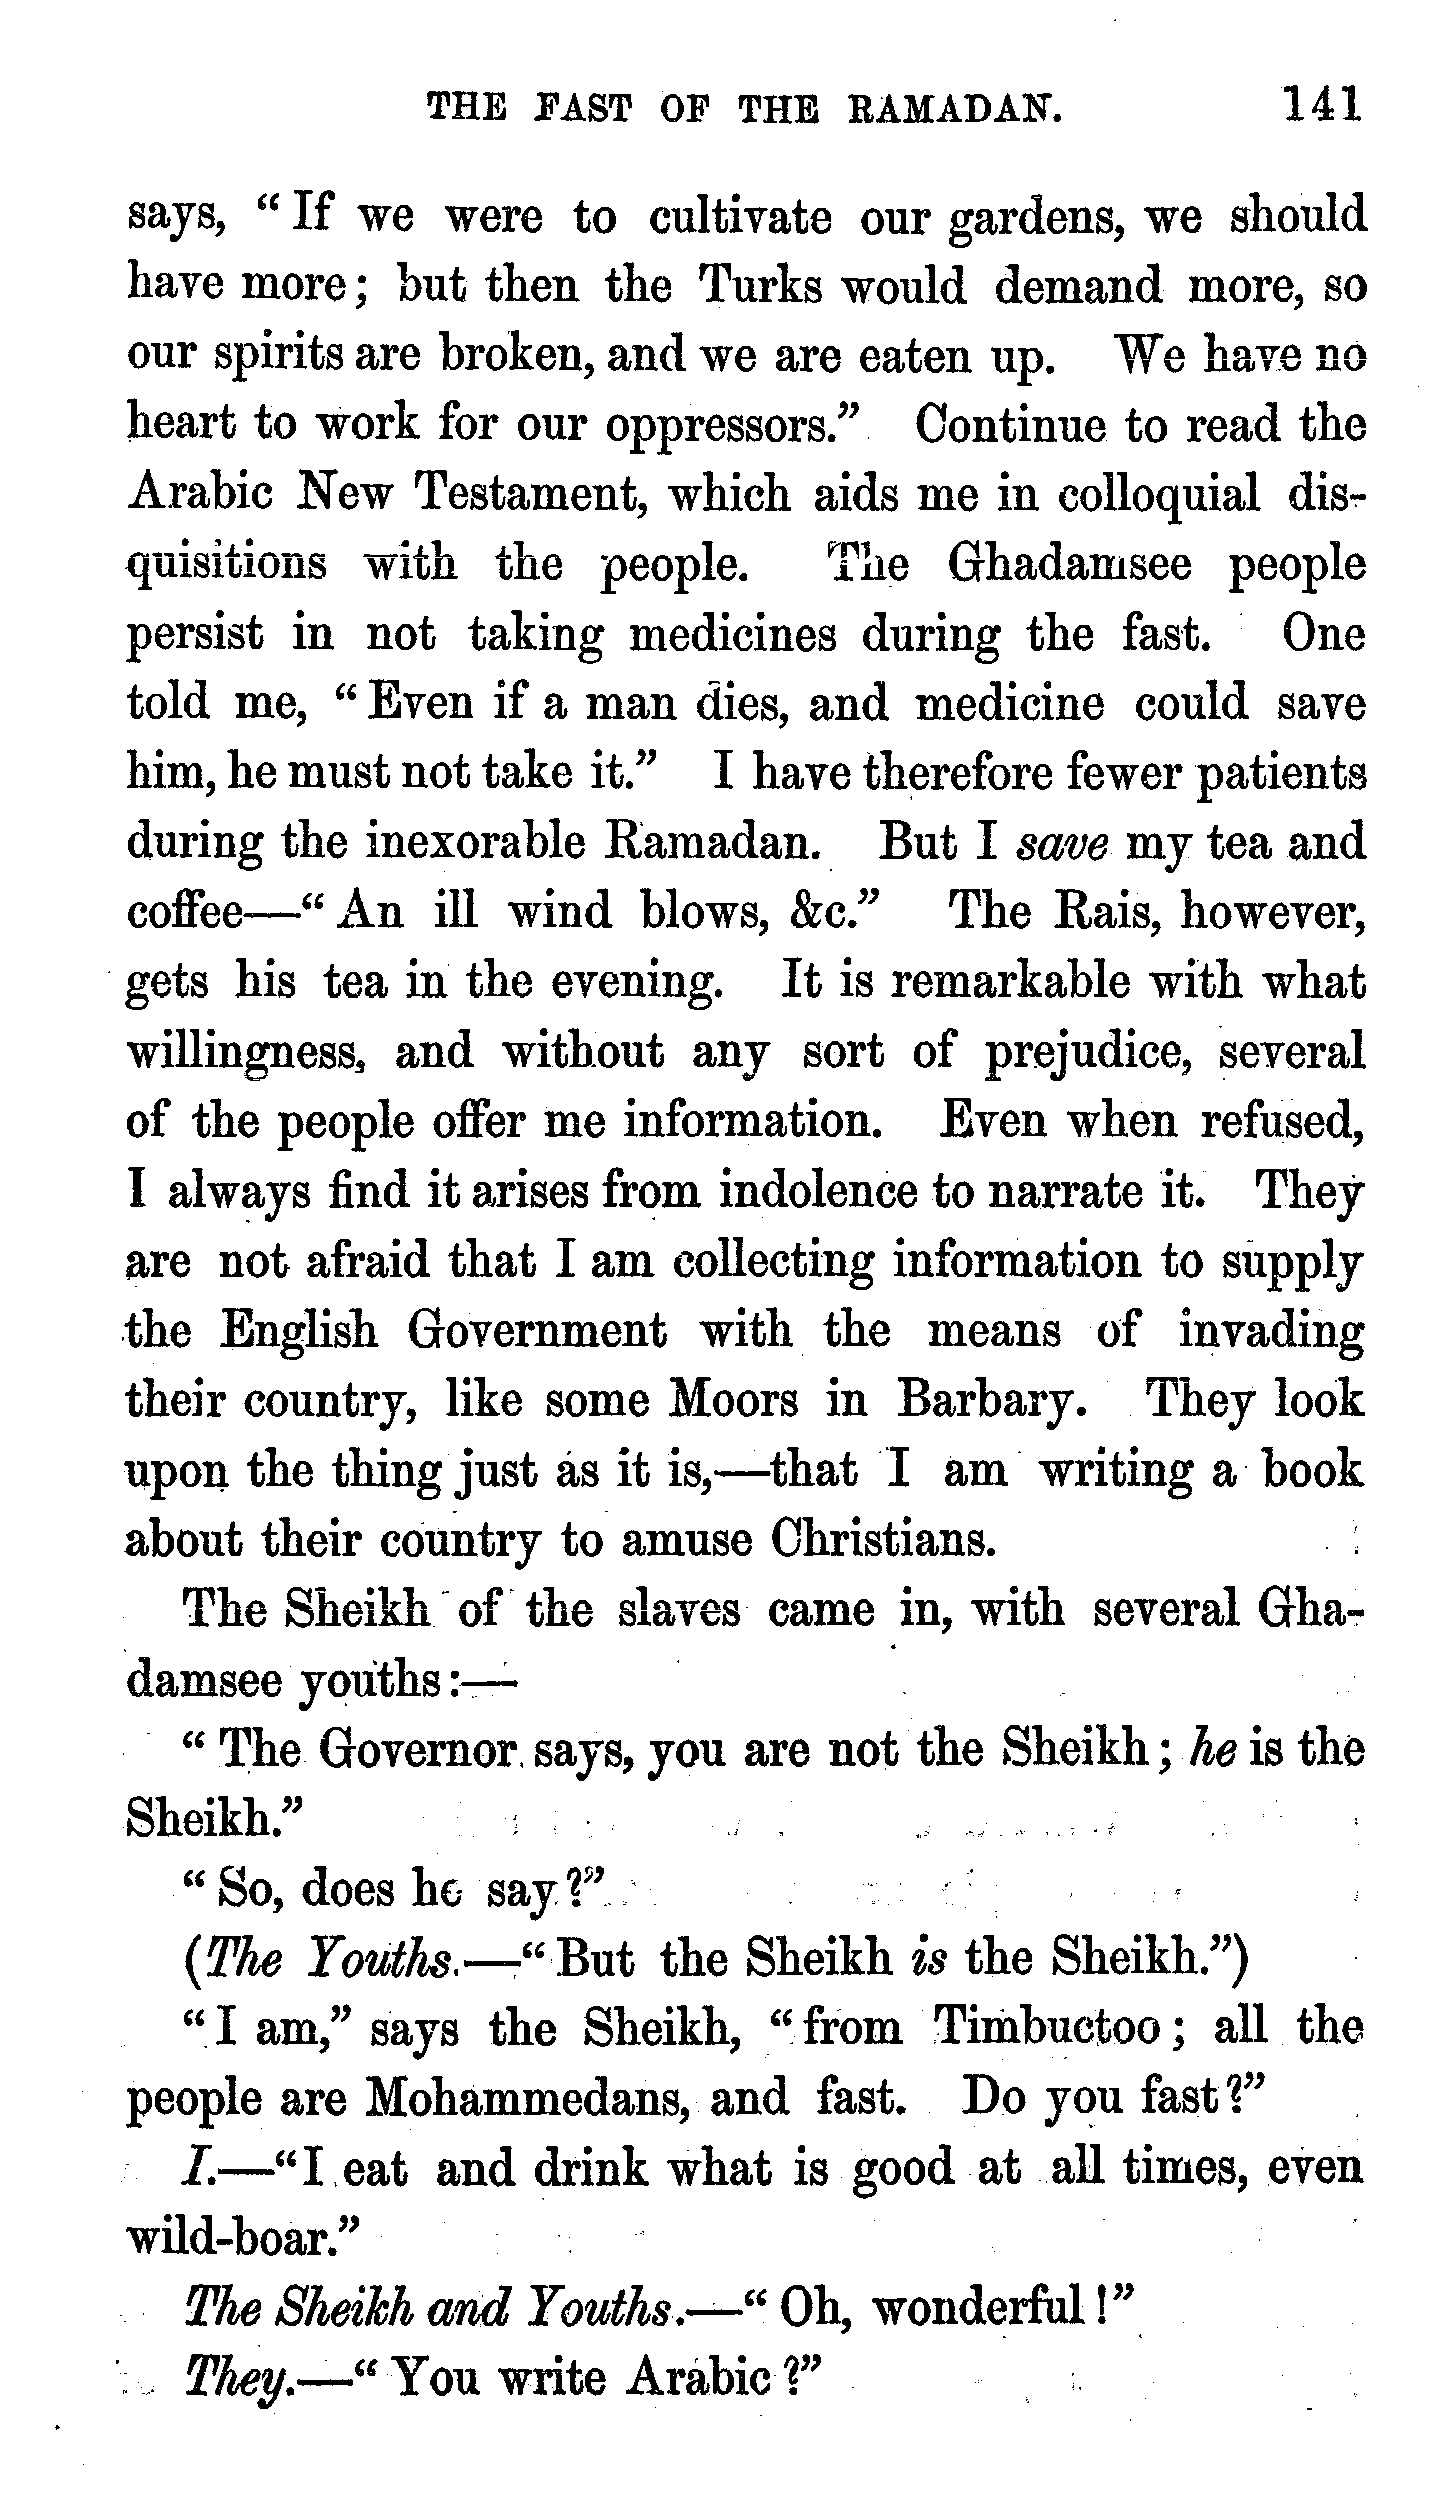 THE FAST OF THE RAMADAN. 141
says, “If we were to cultivate our gardens, we should
have more; but then the Turks would demand more, so
our spirits are broken, and we are eaten up. We have no
heart to work for our oppressors.” Continue to read the
Arabic New Testament, which aids me in colloquial dis-
quisitions with the people. The Ghadamsee people
persist in not taking medicines during the fast. One
told me, “Even if a man dies, and medicine could save
him, he must not take it.” I have therefore fewer patients
during the inexorable Ramadan. But I save my tea and
coffee—“An ill wind blows, &c.” The Rais, however,
gets his tea in the evening. It is remarkable with what
willingness, and without any sort of prejudice, several
of the people offer me information. Even when refused,
I always find it arises from indolence to narrate it. They
are not afraid that I am collecting information to supply
the English Government with the means of invading
their country, like some Moors in Barbary. They look
upon the thing just as it is,—that I am writing a book
about their country to amuse Christians.
The Sheikh of the slaves came in, with several Gha-
damsee youths:—
“The Governor says, you are not the Sheikh; he is the
Sheikh.”
“So, does he say?”
(The Youths.—“But the Sheikh is the Sheikh.”)
“I am,” says the Sheikh, “from Timbuctoo; all the
people are Mohammedans, and fast. Do you fast?”
I.—“I eat and drink what is good at all times, even
wild-boar.”
The Sheikh and Youths.—“Oh, wonderful!”
They.—“You write Arabic?”